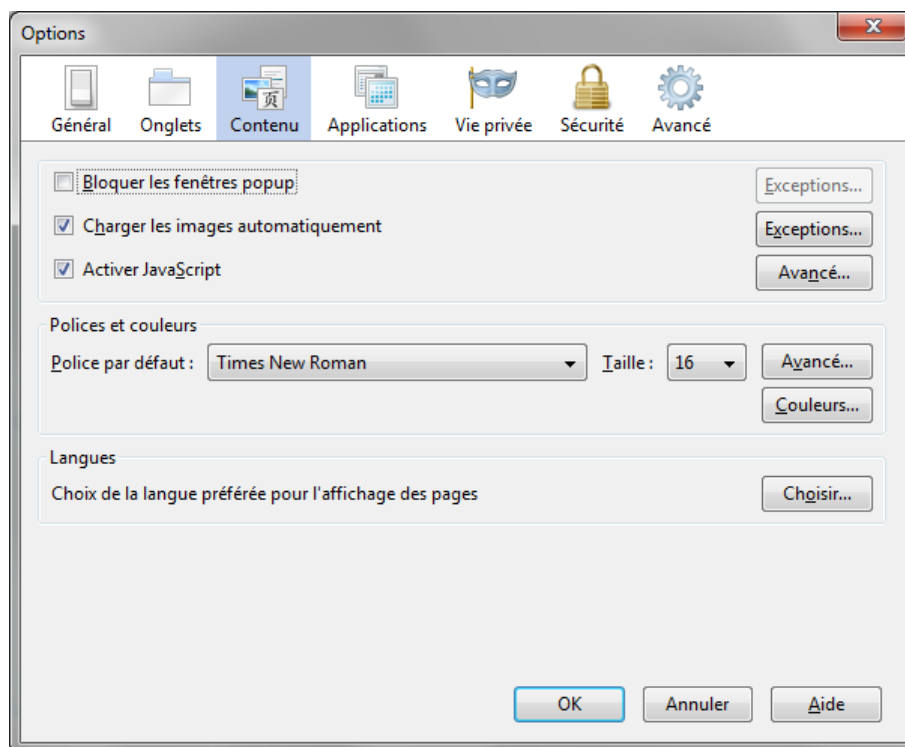 Options
Général Onglets Contenu Applications Vie privée Sécurité Avancé
页
Bloquer les fenêtres popup Exceptions...
Charger les images automatiquement Exceptions...
Activer JavaScript Avancé...
Polices et couleurs
Police par défaut : Times New Roman Taille : 16 Avancé...
Couleurs...
Langues
Choix de la langue préférée pour l'affichage des pages Choisir...
OK Annuler Aide